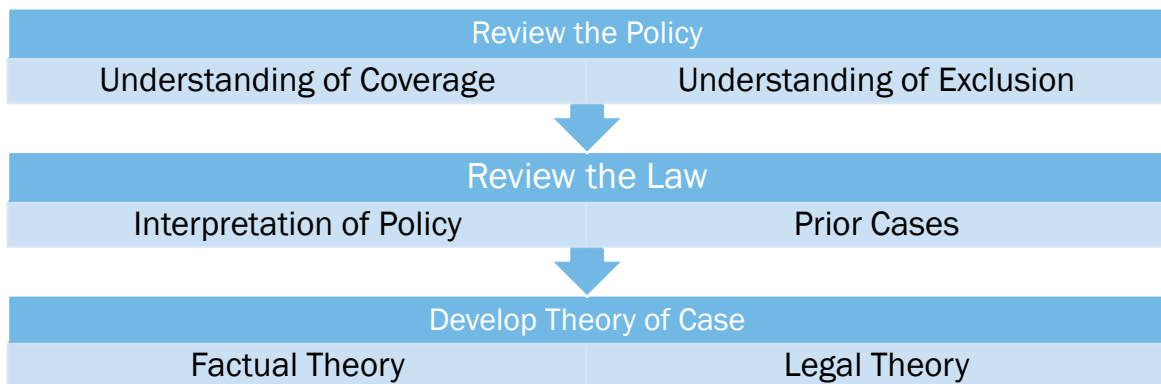 Review the Policy
Understanding of Coverage Understanding of Exclusion
Review the Law
Interpretation of Policy Prior Cases
Develop Theory of Case
Factual Theory Legal Theory